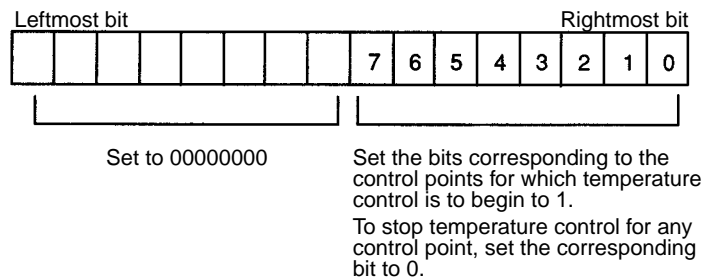 Leftmost bit Rightmost bit
7 6 5 4 3 2 1 0
Set to 00000000
Set the bits corresponding to the
control points for which temperature
control is to begin to 1.
To stop temperature control for any
control point, set the corresponding
bit to 0.